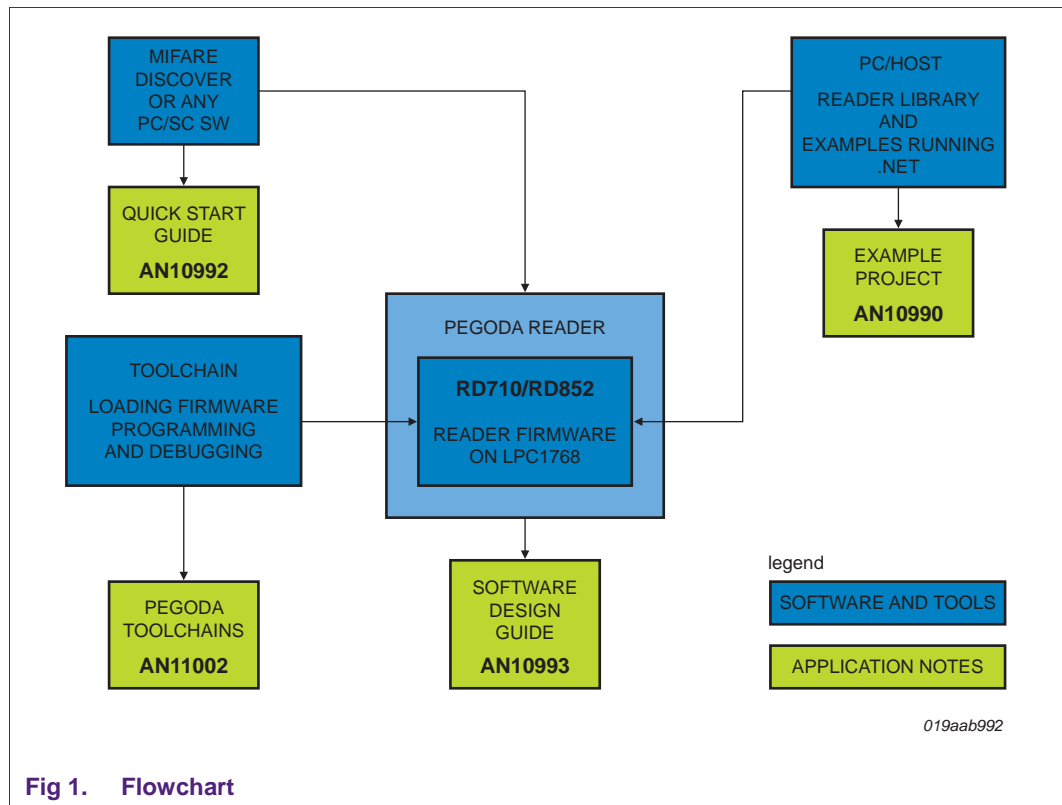 MIFARE
DISCOVER
OR ANY
PC/SC SW
PC/HOST
READER LIBRARY
AND
EXAMPLES RUNNING
.NET
QUICK START
GUIDE
AN10992
EXAMPLE
PROJECT
AN10990
PEGODA READER
TOOLCHAIN
LOADING FIRMWARE
PROGRAMMING
AND DEBUGGING
RD710/RD852
READER FIRMWARE
ON LPC1768
PEGODA
TOOLCHAINS
AN11002
SOFTWARE
DESIGN
GUIDE
AN10993
legend
SOFTWARE AND TOOLS
APPLICATION NOTES
019aab992
Fig 1. Flowchart